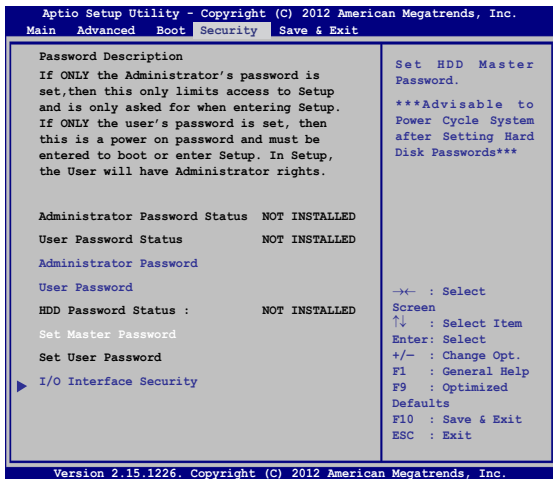 Aptio Setup Utility - Copyright (C) 2012 American Megatrends, Inc.
Main Advanced Boot Security Save & Exit
Password Description
If ONLY the Administrator's password is
set,then this only limits access to Setup
and is only asked for when entering Setup.
If ONLY the user's password is set, then
this is a power on password and must be
entered to boot or enter Setup. In Setup,
the User will have Administrator rights.
Administrator Password Status NOT INSTALLED
User Password Status NOT INSTALLED
Administrator Password
User Password
HDD Password Status : NOT INSTALLED
Set Master Password
Set User Password
I/O Interface Security
Set HDD Master
Password.
***Advisable to
Power Cycle System
after Setting Hard
Disk Passwords***
→← : Select
Screen
↑↓ : Select Item
Enter: Select
+/— : Change Opt.
F1 : General Help
F9 : Optimized
Defaults
F10 : Save & Exit
ESC : Exit
Version 2.15.1226. Copyright (C) 2012 American Megatrends, Inc.